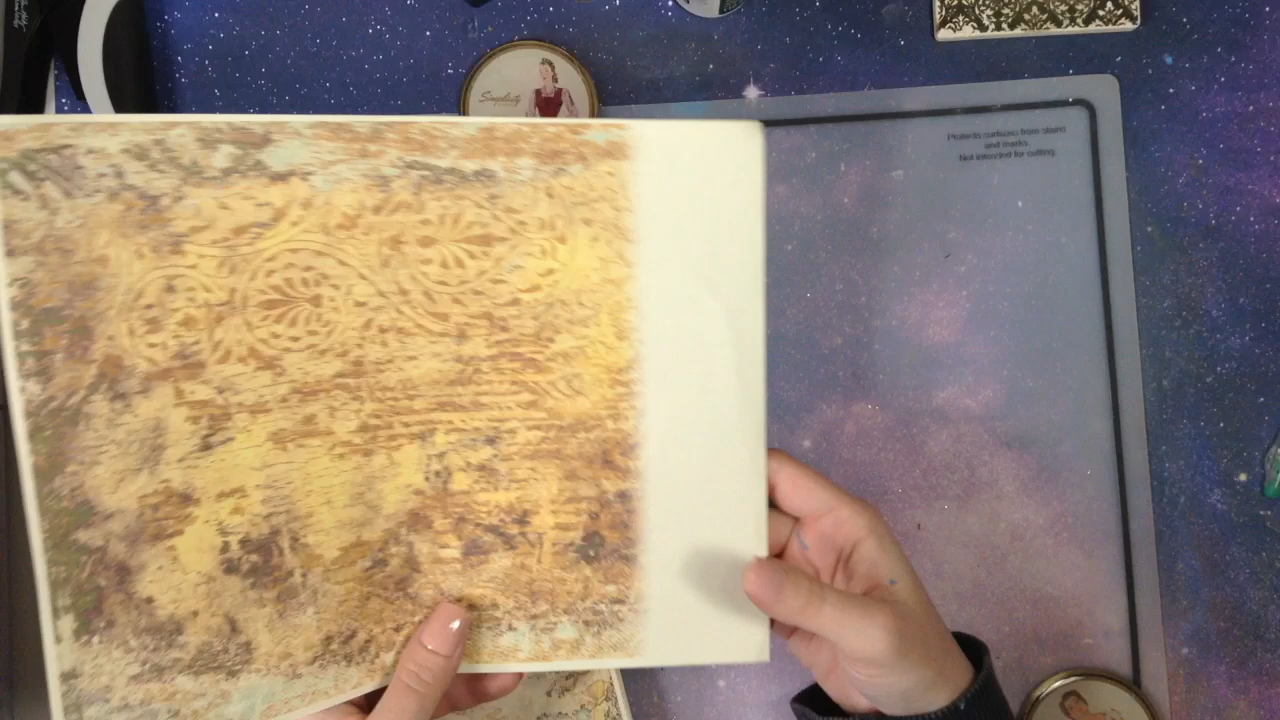 Simplicity
Protects surfaces from stains
and marks.
Not intended for cutting.